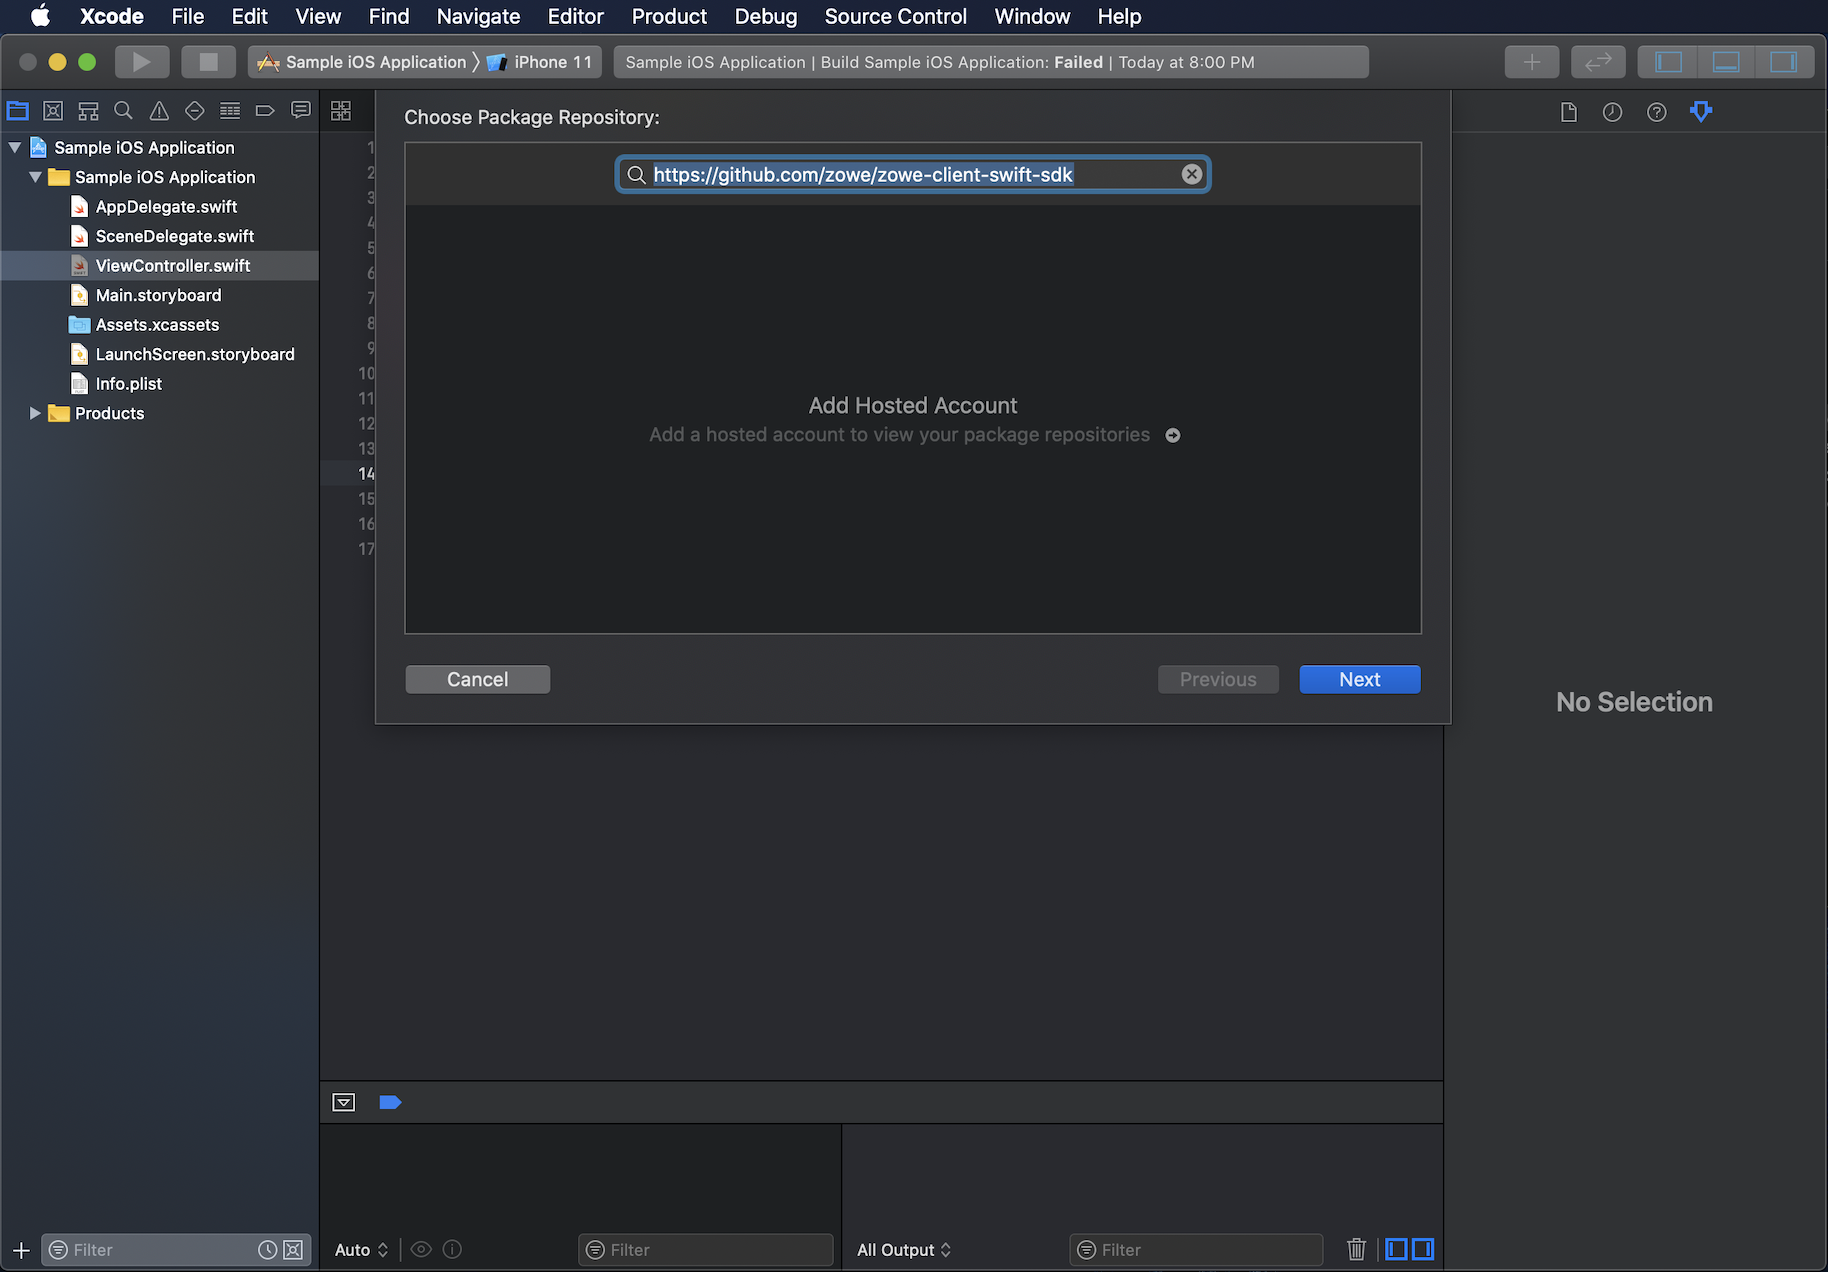 Xcode File Edit View Find Navigate Editor Product Debug Source Control Window Help
Sample iOS Application iPhone 11 Sample iOS Application | Build Sample iOS Application: Failed | Today at 8:00 PM
Choose Package Repository:
https://github.com/zowe/zowe-client-swift-sdk
Add Hosted Account
Add a hosted account to view your package repositories
Cancel Previous Next
Sample iOS Application
Sample iOS Application
AppDelegate.swift
SceneDelegate.swift
ViewController.swift
Main.storyboard
Assets.xcassets
LaunchScreen.storyboard
Info.plist
Products
1
2
3
4
5
6
7
8
9
10
11
12
13
14
15
16
17
No Selection
Filter Auto Filter All Output Filter